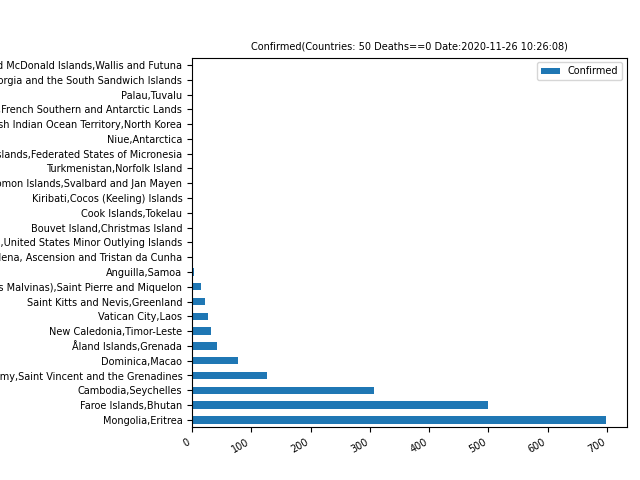 Confirmed(Countries: 50 Deaths==0 Date:2020-11-26 10:26:08)
Confirmed
McDonald Islands,Wallis and Futuna
and the South Sandwich Islands
Palau,Tuvalu
French Southern and Antarctic Lands
Indian Ocean Territory,North Korea
Niue,Antarctica
,Federated States of Micronesia
Turkmenistan,Norfolk Island
Islands,Svalbard and Jan Mayen
Kiribati,Cocos (Keeling) Islands
Cook Islands,Tokelau
Bouvet Island,Christmas Island
,United States Minor Outlying Islands
, Ascension and Tristan da Cunha
Anguilla,Samoa
Malvinas),Saint Pierre and Miquelon
Saint Kitts and Nevis,Greenland
Vatican City,Laos
New Caledonia,Timor-Leste
Åland Islands,Grenada
Dominica,Macao
,Saint Vincent and the Grenadines
Cambodia,Seychelles
Faroe Islands,Bhutan
Mongolia,Eritrea
0 100 200 300 400 500 600 700